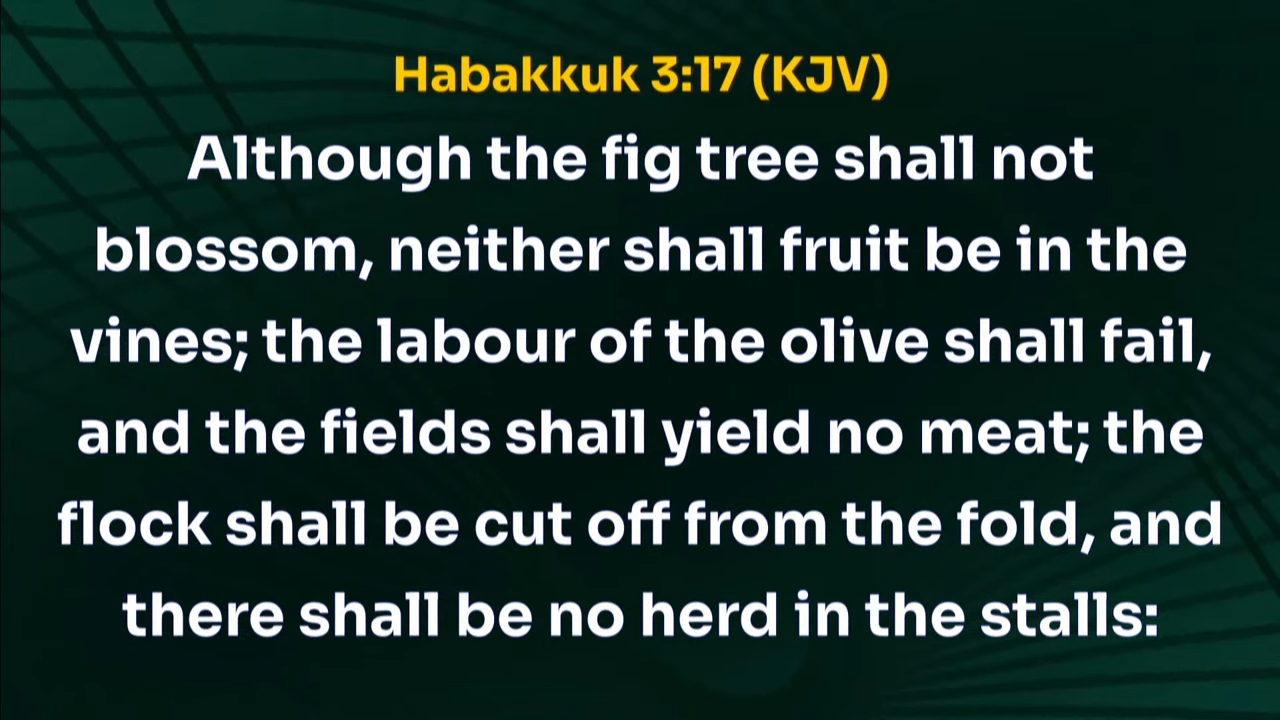 Habakkuk 3:17 (KJV)
Although the fig tree shall not
blossom, neither shall fruit be in the
vines; the labour of the olive shall fail,
and the fields shall yield no meat; the
flock shall be cut off from the fold, and
there shall be no herd in the stalls: